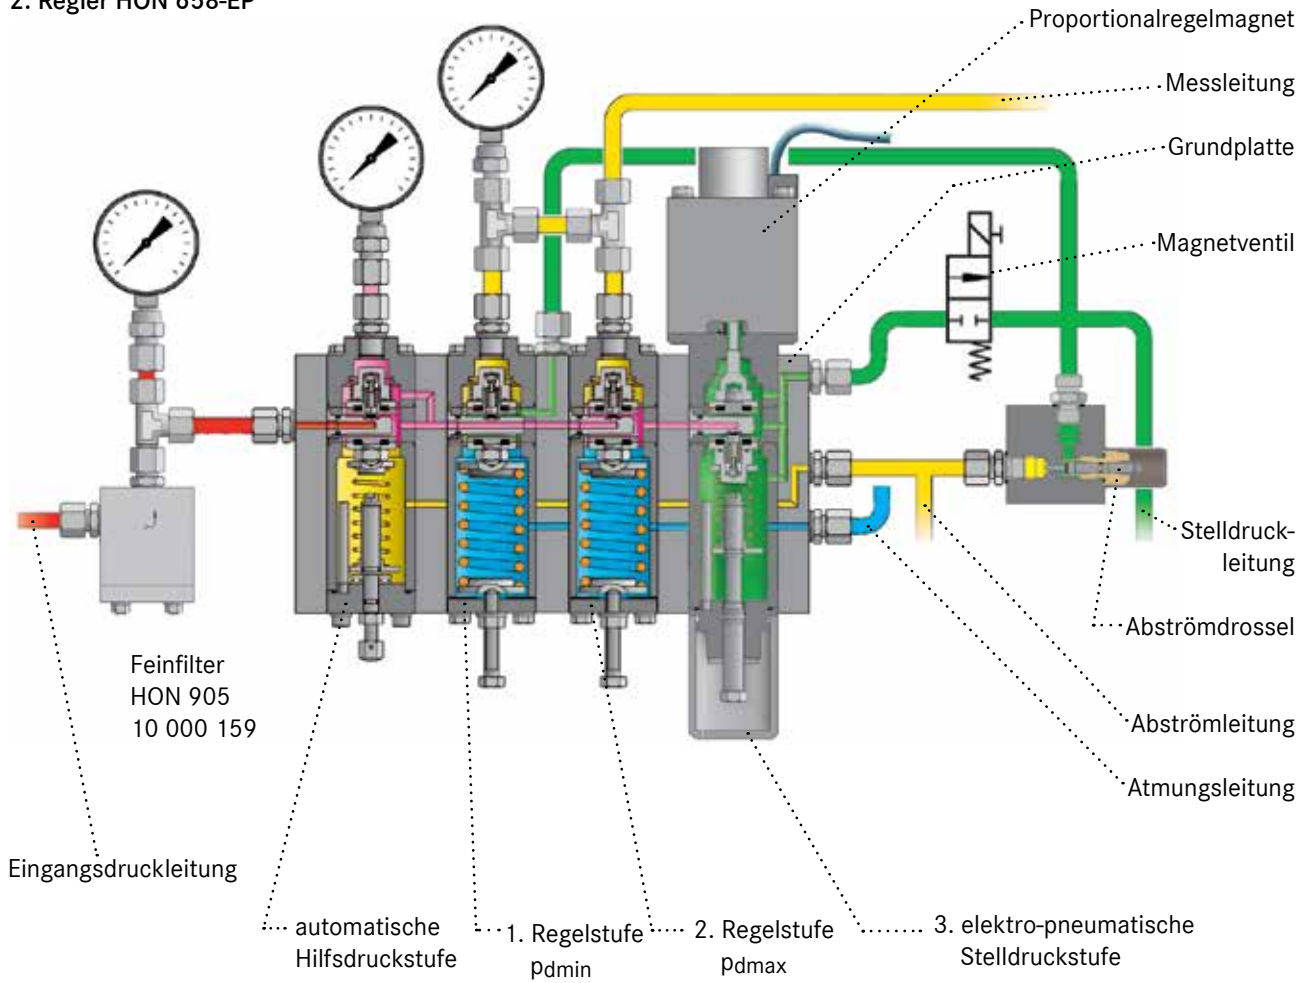 2. Regler HON 658-EP
Proportionalregelmagnet
Messleitung
Grundplatte
Magnetventil
Stelldruck-
leitung
Abströmdrossel
Feinfilter
HON 905
10 000 159
Abströmleitung
Atmungsleitung
Eingangsdruckleitung
automatische
Hilfsdruckstufe
1. Regelstufe
pdmin
2. Regelstufe
pdmax
3. elektro-pneumatische
Stelldruckstufe